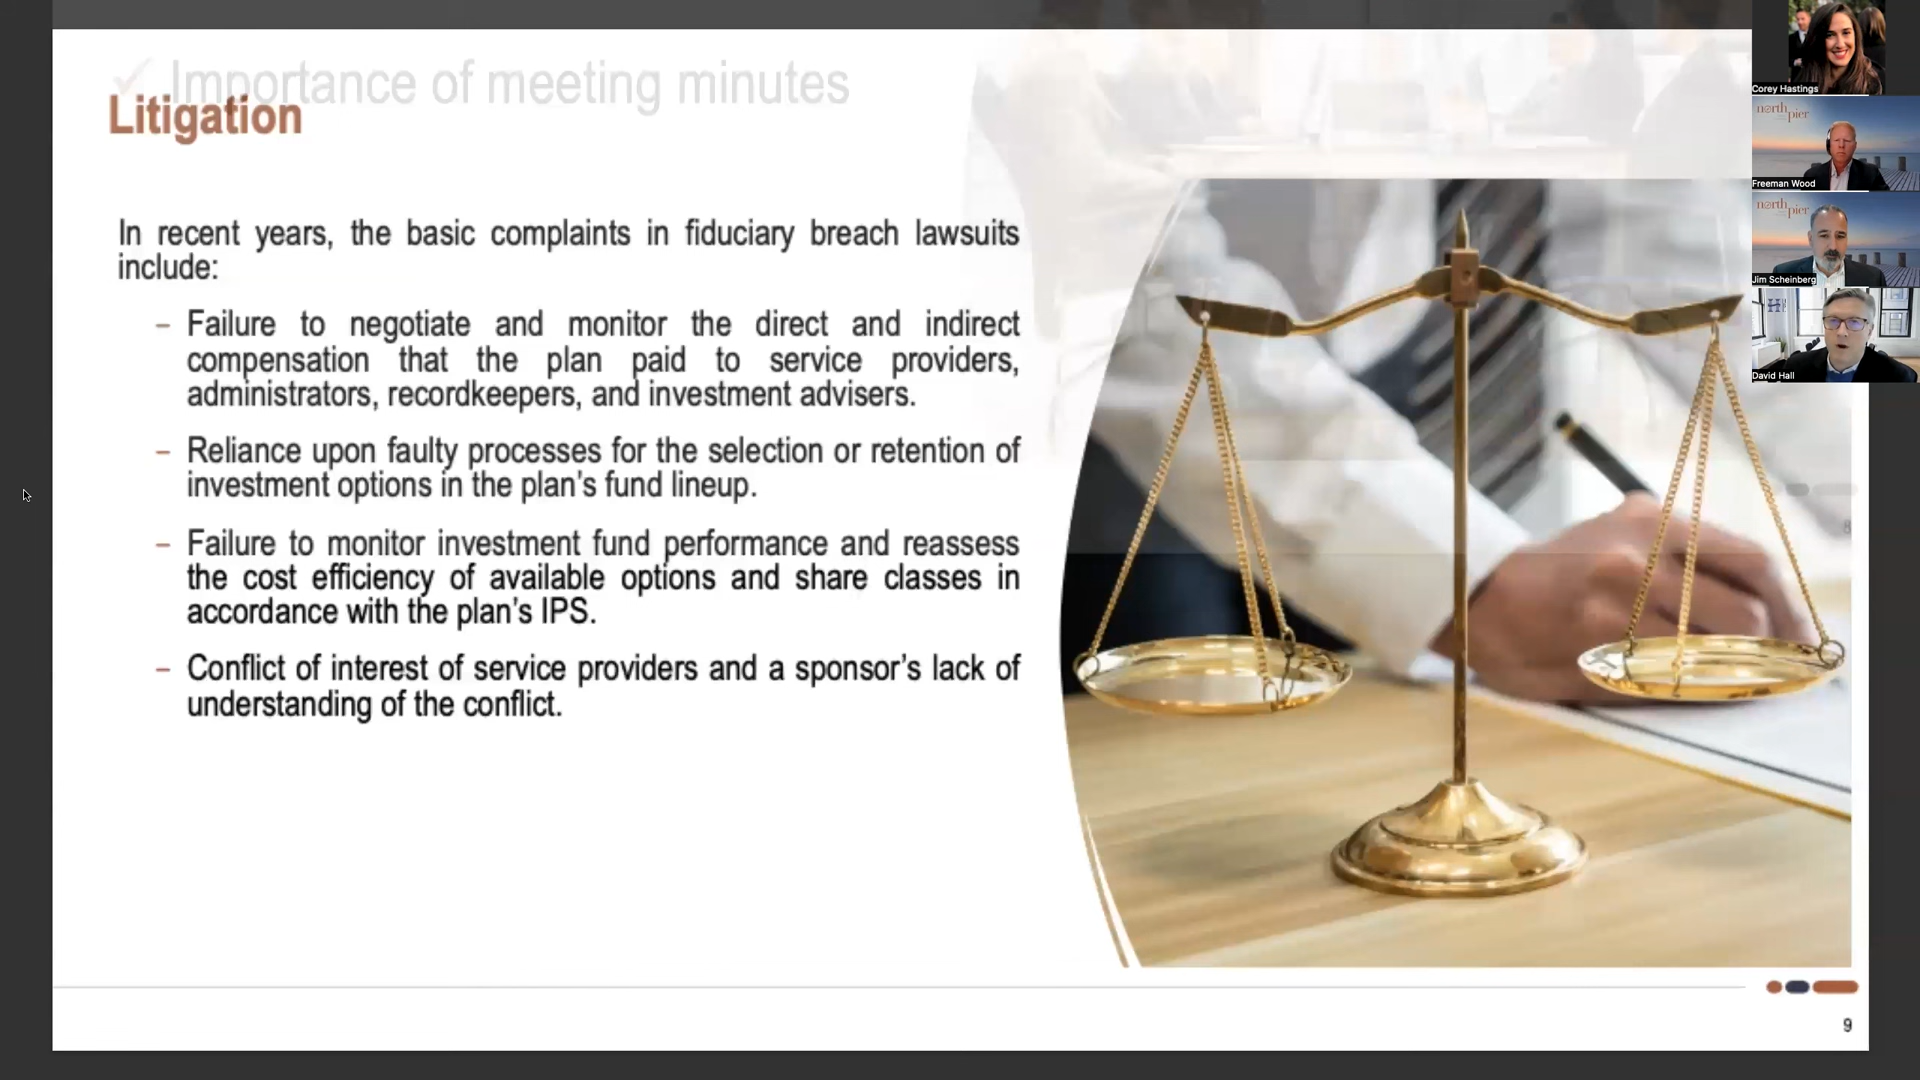 ✓ Importance of meeting minutes
Litigation
In recent years, the basic complaints in fiduciary breach lawsuits
include:
– Failure to negotiate and monitor the direct and indirect
compensation that the plan paid to service providers,
administrators, recordkeepers, and investment advisers.
– Reliance upon faulty processes for the selection or retention of
investment options in the plan's fund lineup.
– Failure to monitor investment fund performance and reassess
the cost efficiency of available options and share classes in
accordance with the plan's IPS.
– Conflict of interest of service providers and a sponsor's lack of
understanding of the conflict.
Corey Hastings
north
pier
Freeman Wood
north
pier
Jim Scheinberg
H
David Hall
8
9